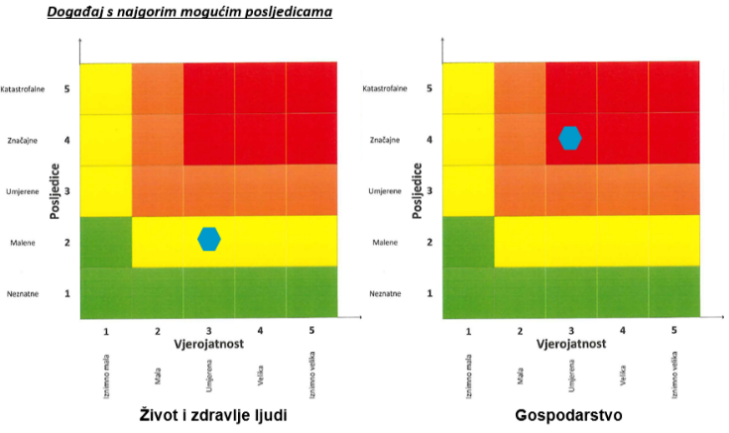 Događaj s najgorim mogućim posljedicama
Posljedice
Katastrofalne 5
Značajne 4
Umjerene 3
Malene 2
Neznatne 1
1 2 3 4 5
Vjerojatnost
Iznimno mala
Mala
Umjerena
Velika
Iznimno velika
Život i zdravlje ljudi
Posljedice
Katastrofalne 5
Značajne 4
Umjerene 3
Malene 2
Neznatne 1
1 2 3 4 5
Vjerojatnost
Iznimno mala
Mala
Umjerena
Velika
Iznimno velika
Gospodarstvo